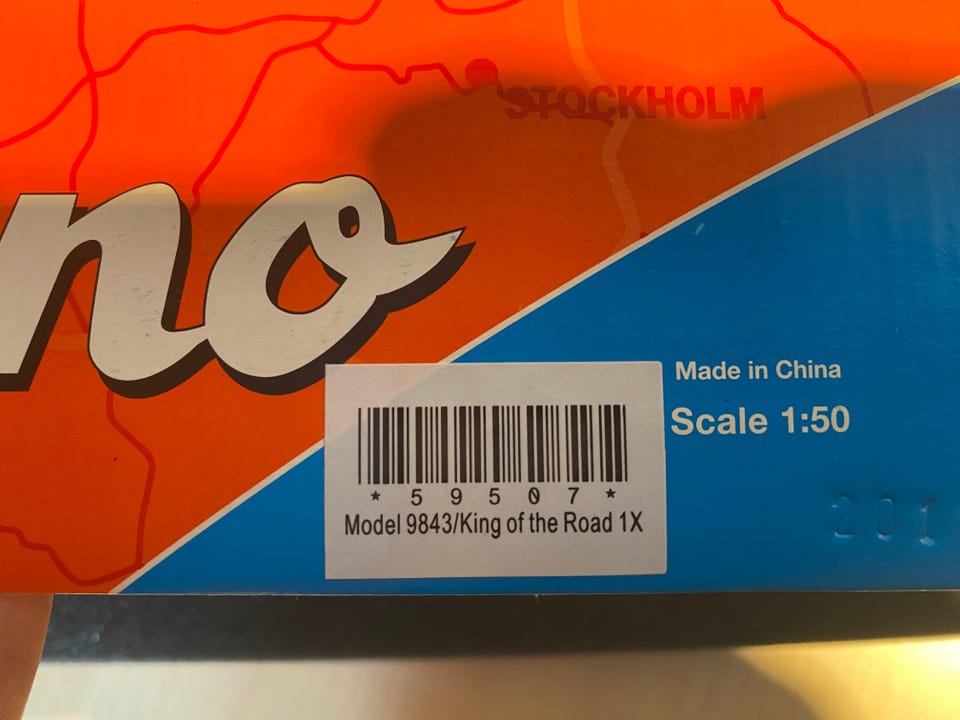 STOCKHOLM
no
Made in China
Scale 1:50
* 5 9 5 0 7 *
Model 9843/King of the Road 1X
201